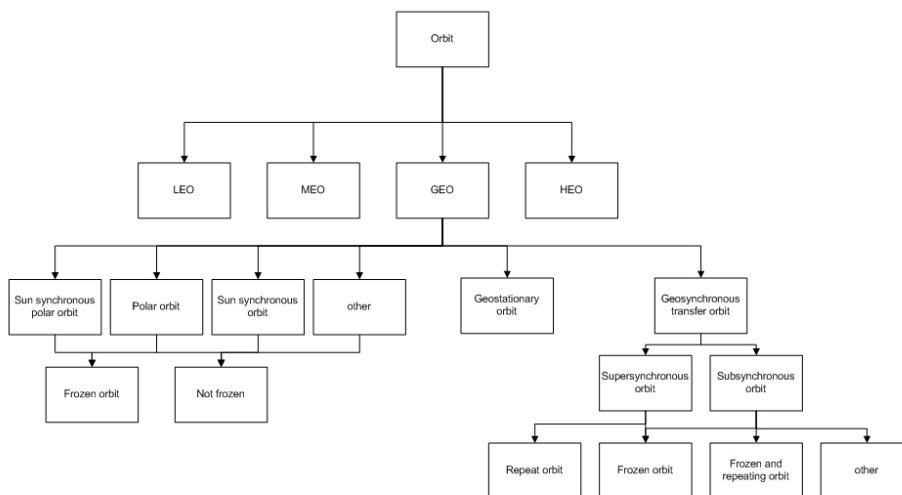 Orbit
LEO
MEO
GEO
HEO
Sun synchronous
polar orbit
Polar orbit
Sun synchronous
orbit
other
Geostationary
orbit
Geosynchronous
transfer orbit
Frozen orbit
Not frozen
Supersynchronous
orbit
Subsynchronous
orbit
Repeat orbit
Frozen orbit
Frozen and
repeating orbit
other